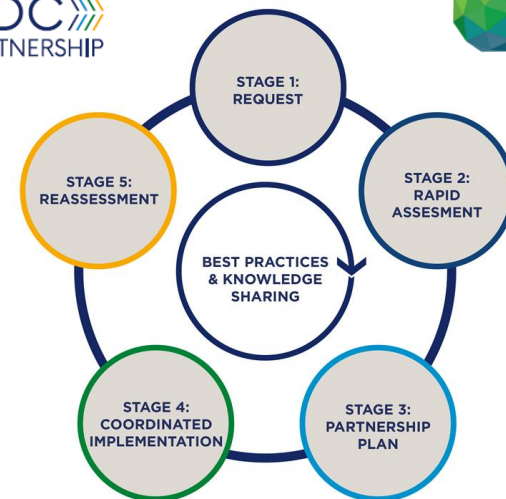 DC
TNERSHIP
STAGE 1:
REQUEST
STAGE 2:
RAPID
ASSESMENT
STAGE 3:
PARTNERSHIP
PLAN
STAGE 4:
COORDINATED
IMPLEMENTATION
STAGE 5:
REASSESSMENT
BEST PRACTICES
& KNOWLEDGE
SHARING